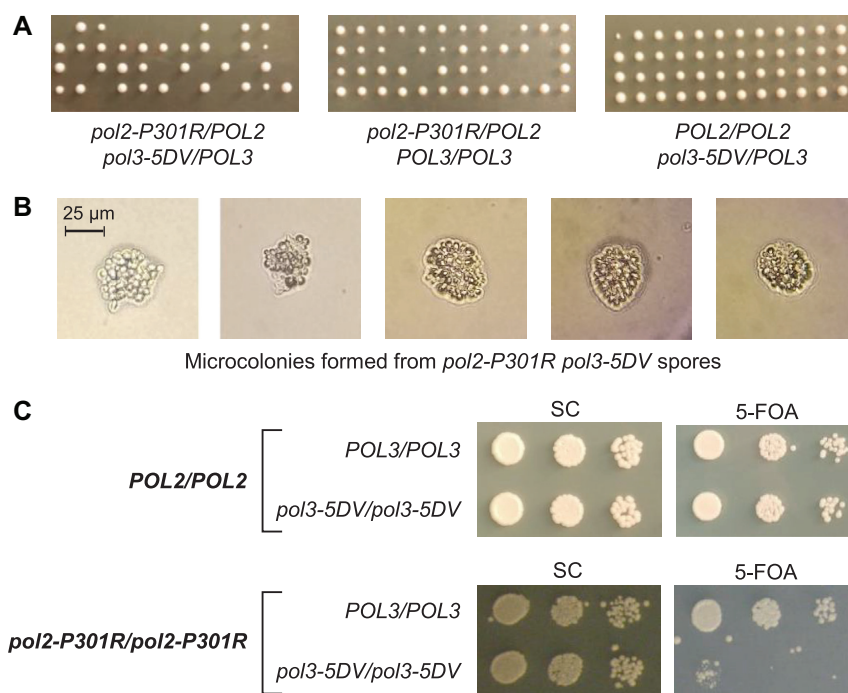 A
pol2-P301R/POL2
pol3-5DV/POL3
pol2-P301R/POL2
POL3/POL3
POL2/POL2
pol3-5DV/POL3
B
25 µm
Microcolonies formed from pol2-P301R pol3-5DV spores
C
SC 5-FOA
POL3/POL3
POL2/POL2
pol3-5DV/pol3-5DV
SC 5-FOA
POL3/POL3
pol2-P301R/pol2-P301R
pol3-5DV/pol3-5DV